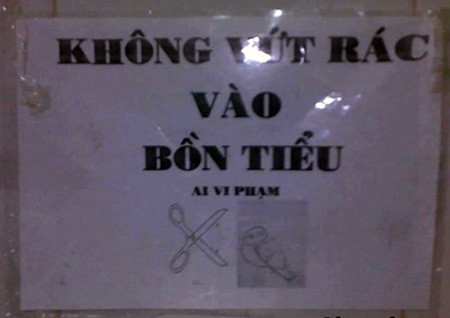 KHÔNG VỨT RÁC
VÀO
BỒN TIỂU
AI VI PHẠM